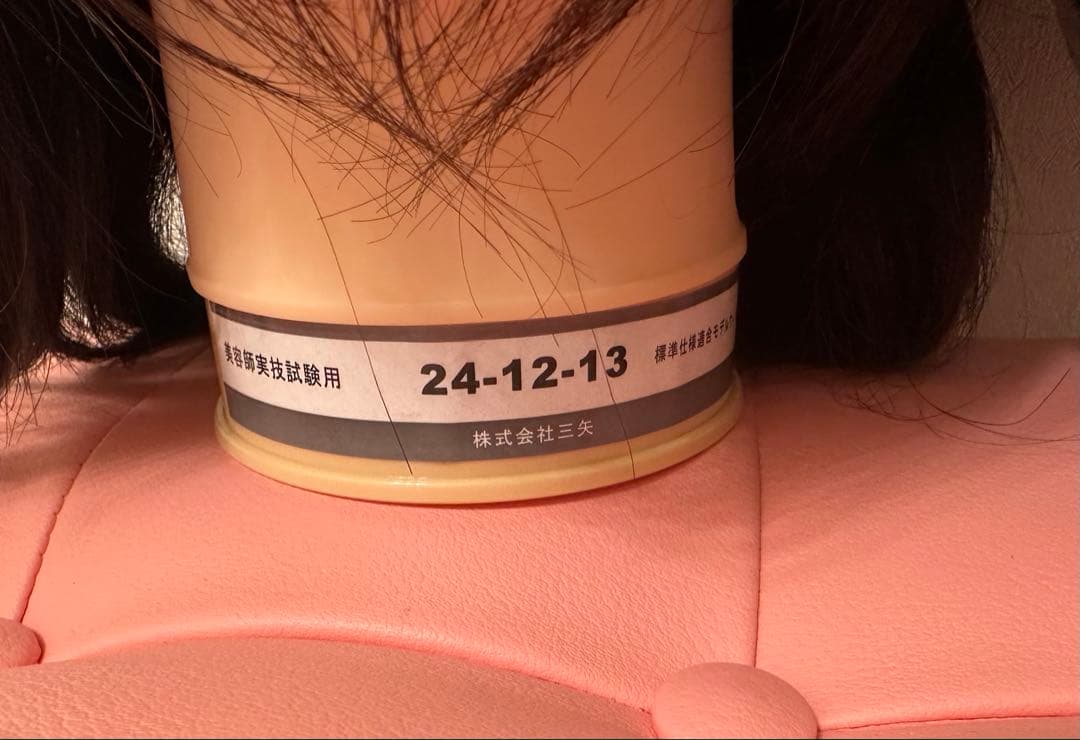 美容師実技試験用
24-12-13
標準仕様適合モデル
株式会社三矢